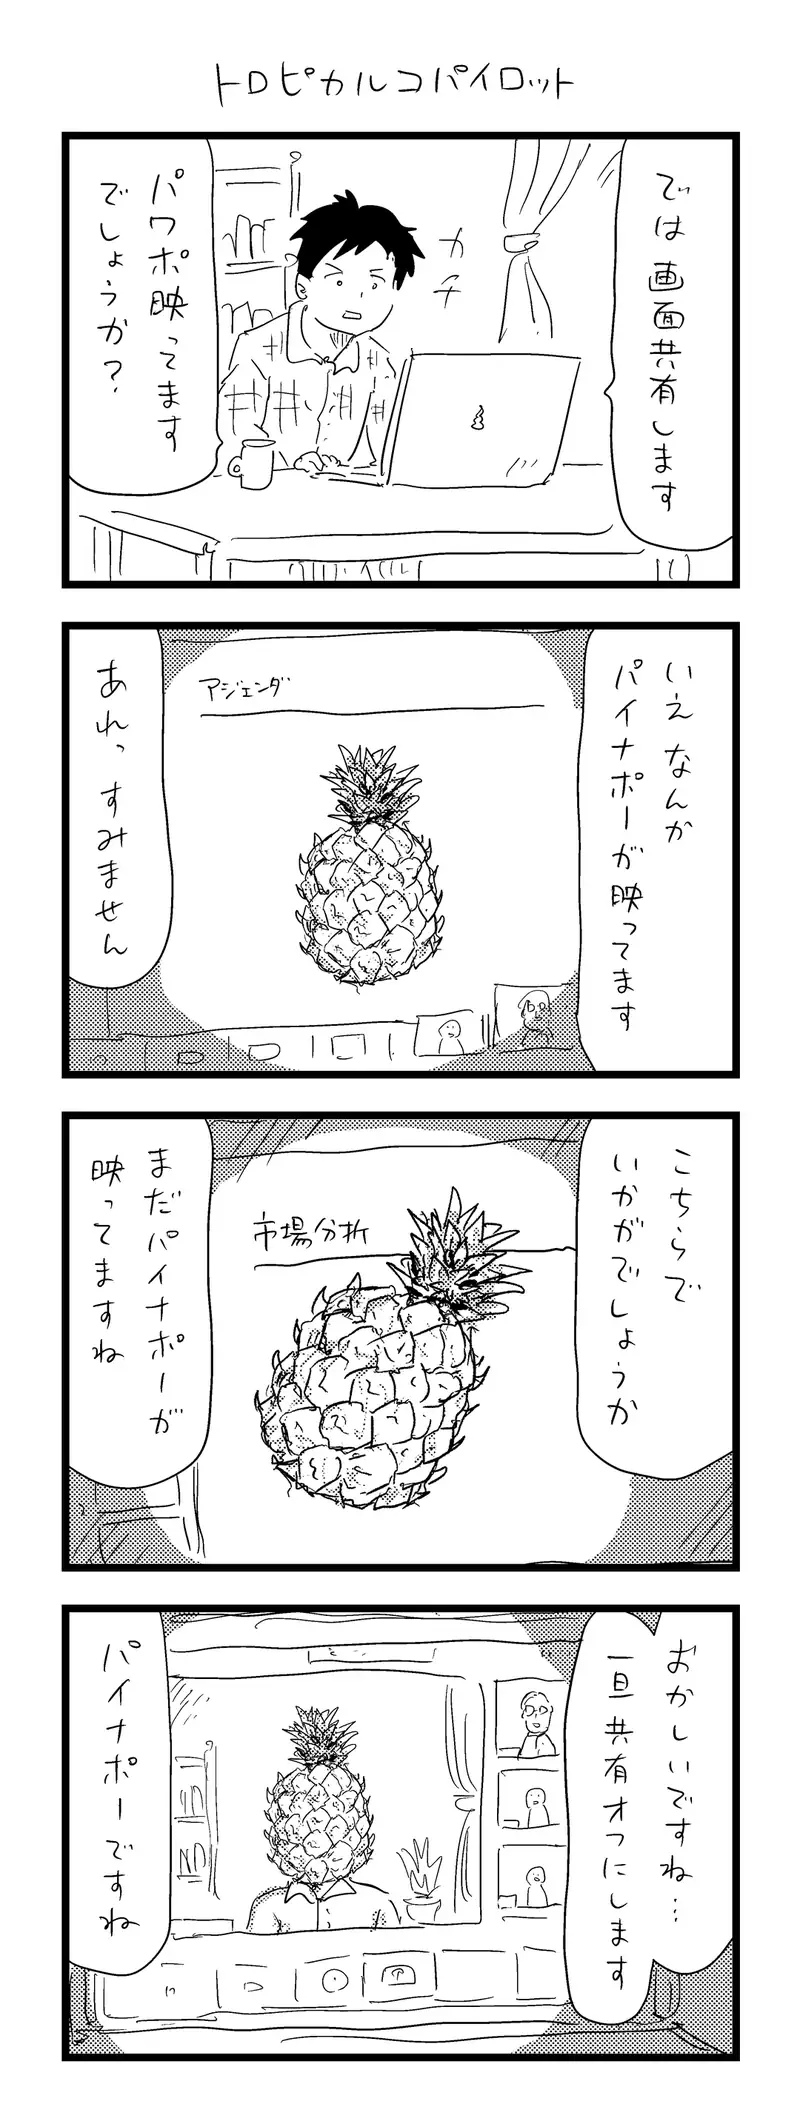 トロピカルコパイロット
では画面共有します
カチ
パワポ映ってます
でしょうか？
いえ なんか
パイナポーが映ってます
アジェンダ
あれっ すみません
こちらで
いかがでしょうか
市場分析
まだパイナポーが
映ってますね
おかしいですね…
一旦共有オフにします
パイナポーですね